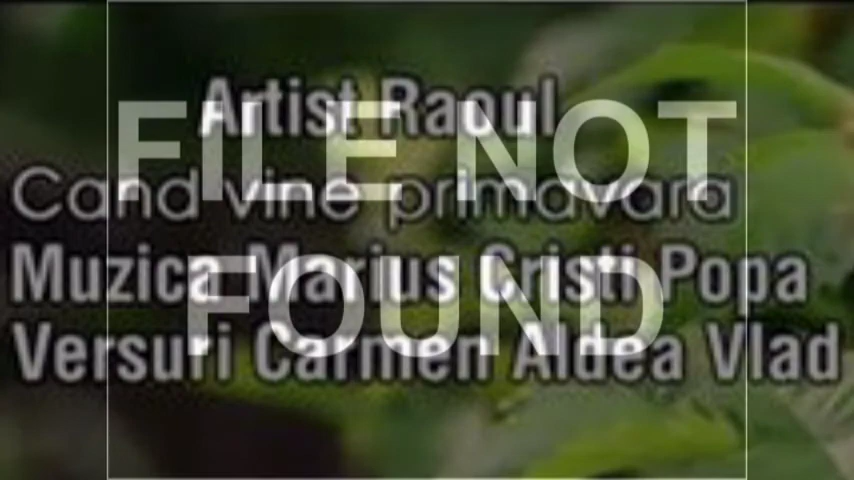 Artist Raoul
FILE NOT
Cand vine primavara
Muzica Marius Cristi Popa
FOUND
Versuri Carmen Aldea Vlad